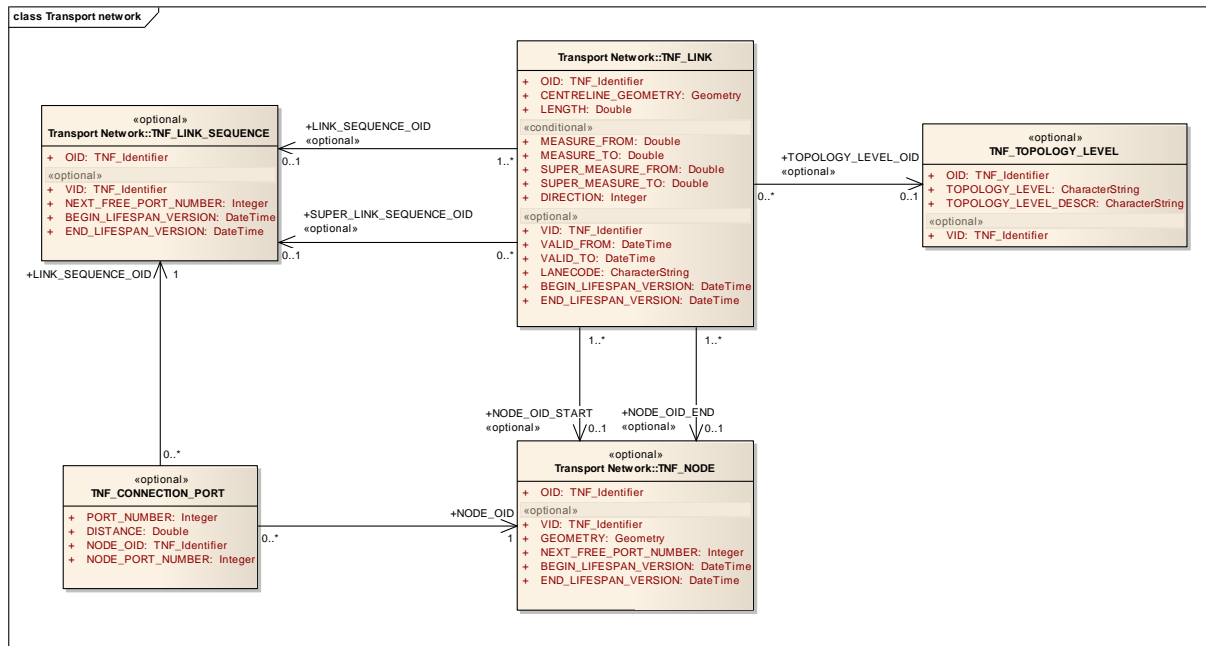 class Transport network
Transport Network::TNF_LINK
+ OID: TNF_Identifier
+ CENTRELINE_GEOMETRY: Geometry
+ LENGTH: Double
«conditional»
+ MEASURE_FROM: Double
+ MEASURE_TO: Double
+ SUPER_MEASURE_FROM: Double
+ SUPER_MEASURE_TO: Double
+ DIRECTION: Integer
«optional»
+ VID: TNF_Identifier
+ VALID_FROM: DateTime
+ VALID_TO: DateTime
+ LANECODE: CharacterString
+ BEGIN_LIFESPAN_VERSION: DateTime
+ END_LIFESPAN_VERSION: DateTime
«optional»
Transport Network::TNF_LINK_SEQUENCE
+ OID: TNF_Identifier
«optional»
+ VID: TNF_Identifier
+ NEXT_FREE_PORT_NUMBER: Integer
+ BEGIN_LIFESPAN_VERSION: DateTime
+ END_LIFESPAN_VERSION: DateTime
+LINK_SEQUENCE_OID
«optional»
0..1
1..*
+SUPER_LINK_SEQUENCE_OID
«optional»
0..1
0..*
«optional»
TNF_TOPOLOGY_LEVEL
+ OID: TNF_Identifier
+ TOPOLOGY_LEVEL: CharacterString
+ TOPOLOGY_LEVEL_DESCR: CharacterString
«optional»
+ VID: TNF_Identifier
+TOPOLOGY_LEVEL_OID
«optional»
0..*
0..1
+LINK_SEQUENCE_OID
1
0..*
1..*
1..*
+NODE_OID_START
«optional»
0..1
+NODE_OID_END
«optional»
0..1
«optional»
TNF_CONNECTION_PORT
+ PORT_NUMBER: Integer
+ DISTANCE: Double
+ NODE_OID: TNF_Identifier
+ NODE_PORT_NUMBER: Integer
+NODE_OID
0..*
1
«optional»
Transport Network::TNF_NODE
+ OID: TNF_Identifier
«optional»
+ VID: TNF_Identifier
+ GEOMETRY: Geometry
+ NEXT_FREE_PORT_NUMBER: Integer
+ BEGIN_LIFESPAN_VERSION: DateTime
+ END_LIFESPAN_VERSION: DateTime